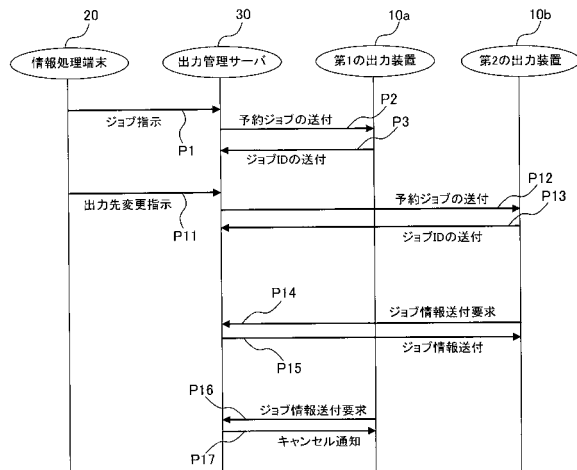 20
30
10a
10b
情報処理端末
出力管理サーバ
第1の出力装置
第2の出力装置
ジョブ指示
P1
予約ジョブの送付
P2
P3
ジョブIDの送付
出力先変更指示
P11
P12
予約ジョブの送付
P13
ジョブIDの送付
P14
ジョブ情報送付要求
P15
ジョブ情報送付
P16
ジョブ情報送付要求
P17
キャンセル通知